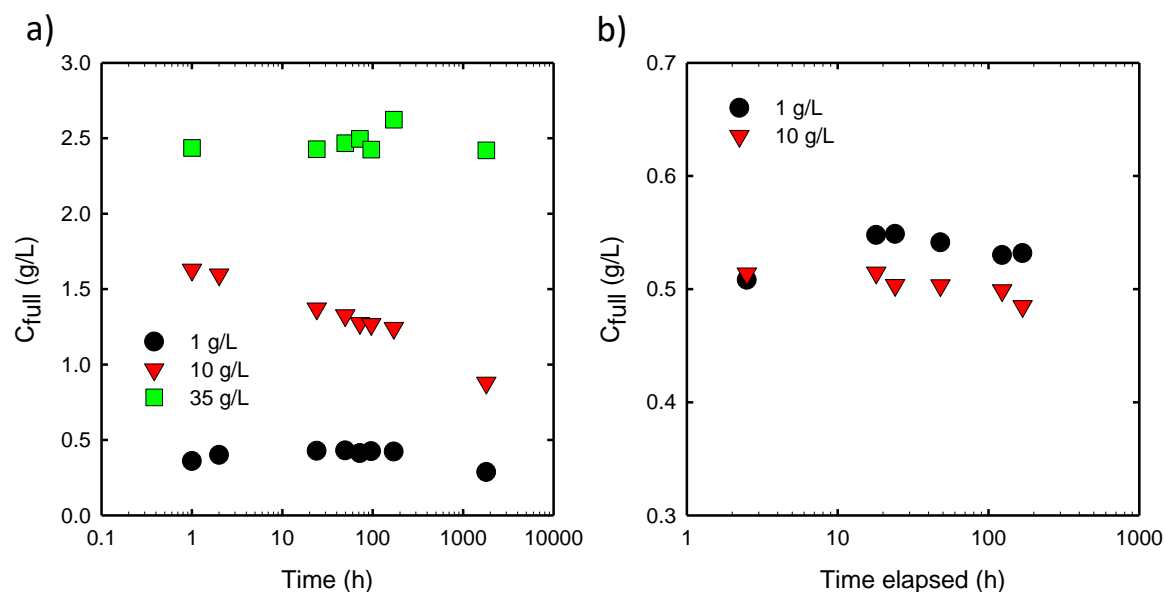 a)
3.0
2.5
2.0
1.5
1.0
0.5
0.0
C_full (g/L)
1 g/L
10 g/L
35 g/L
0.1 1 10 100 1000 10000
Time (h)
b)
0.7
0.6
0.5
0.4
0.3
C_full (g/L)
1 g/L
10 g/L
1 10 100 1000
Time elapsed (h)